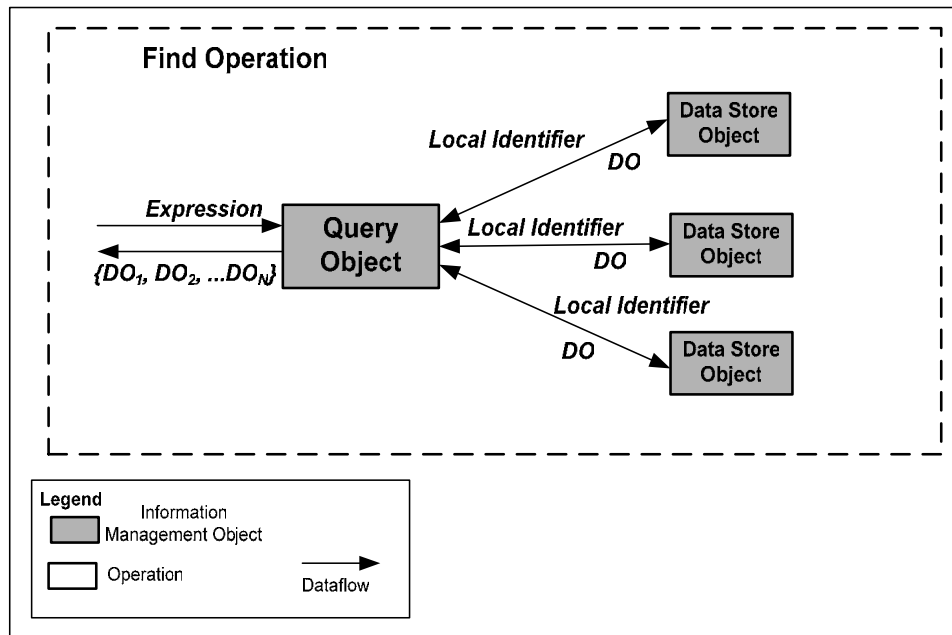 Find Operation
Data Store
Object
Local Identifier
DO
Expression
Query
Object
{DO1, DO2, ...DON}
Local Identifier
DO
Data Store
Object
Local Identifier
DO
Data Store
Object
Legend
Information
Management Object
Operation
Dataflow